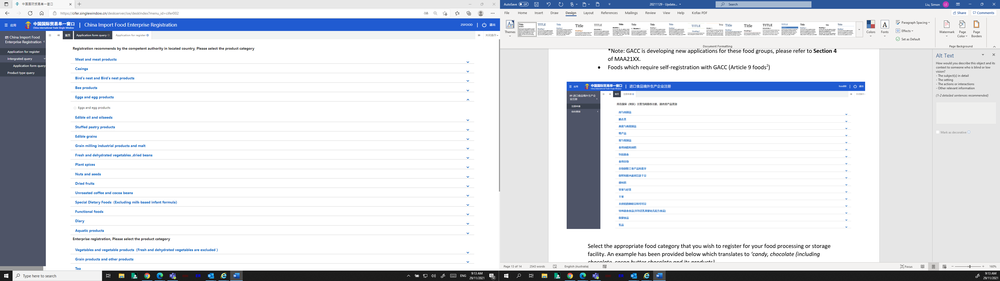 中国国际贸易单一窗口
https://cifer.singlewindow.cn/deskserver/sw/deskIndex?menu_id=cifer002
应用
中国国际贸易单一窗口
China International Trade Single Window
China Import Food Enterprise Registration
25FOOD
退出
China Import Food
Enterprise Registration
首页
Application form query
Application for register
关闭操作
Application for register
Intergrated query
Application form query
Product type query
Registration recommends by the competent authority in located country, Please select the product category
Meat and meat products
Casings
Bird's nest and Bird's nest products
Bee products
Eggs and egg products
Eggs and egg products
Edible oil and oilseeds
Stuffed pastry products
Edible grains
Grain milling industrial products and malt
Fresh and dehydrated vegetables ,dried beans
Plant spices
Nuts and seeds
Dried fruits
Unroasted coffee and cocoa beans
Special Dietary Foods (Excluding milk-based infant formula)
Functional foods
Diary
Aquatic products
Enterprise registration, Please select the product category
Vegetables and vegetable products (Fresh and dehydrated vegetables are excluded )
Grain products and other products
Tea
Type here to search
ENG
9:13 AM
29/11/2021
AutoSave Off
20211129 - Update...
Search
Liu, Simon
LS
File Home Insert Draw Design Layout References Mailings Review View Help Kofax PDF
Share
Comments
Themes
Colors
Fonts
Paragraph Spacing
Effects
Set as Default
Watermark
Page Color
Page Borders
Document Formatting
Page Background
*Note: GACC is developing new applications for these food groups, please refer to Section 4
of MAA21XX.
• Foods which require self-registration with GACC (Article 9 foods2)
应用
中国国际贸易单一窗口
China International Trade Single Window
进口食品境外生产企业注册
food88
退出
进口食品境外生产企
业注册
首页
注册申请
关闭操作
注册申请
综合查询
所在国家（地区）主管当局推荐注册，请选择产品类别
肉与肉制品
肠衣类
燕窝与燕窝制品
蜂产品
蛋与蛋制品
食用油脂和油料
包馅面食
食用谷物
谷物制粉工业产品和麦芽
保鲜和脱水蔬菜以及干豆
调味料
坚果与籽类
干果
未烘焙的咖啡豆和可可豆
特殊膳食食品(不包括乳基婴幼儿配方食品)
保健食品
乳品
Select the appropriate food category that you wish to register for your food processing or storage
facility. An example has been provided below which translates to ‘candy, chocolate (including
chocolate, cocoa butter chocolate and its products)
Alt Text
How would you describe this object and its
context to someone who is blind or low
vision?
- The subject(s) in detail
- The setting
- The actions or interactions
- Other relevant information
(1-2 detailed sentences recommended)
Mark as decorative
Page 13 of 14
2543 words
English (Australia)
Focus
160%
9:13 AM
29/11/2021